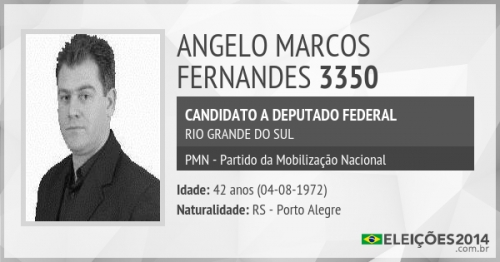 ANGELO MARCOS
FERNANDES 3350
CANDIDATO A DEPUTADO FEDERAL
RIO GRANDE DO SUL
PMN - Partido da Mobilização Nacional
Idade: 42 anos (04-08-1972)
Naturalidade: RS - Porto Alegre
ELEIÇÕES2014
.com.br